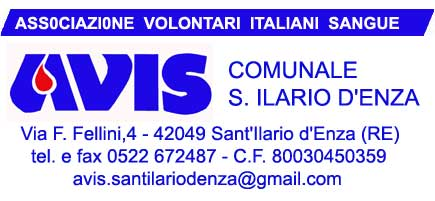 ASS0CIAZI0NE VOLONTARI ITALIANI SANGUE
AVIS
COMUNALE
S. ILARIO D'ENZA
Via F. Fellini,4 - 42049 Sant'Ilario d'Enza (RE)
tel. e fax 0522 672487 - C.F. 80030450359
avis.santilariodenza@gmail.com